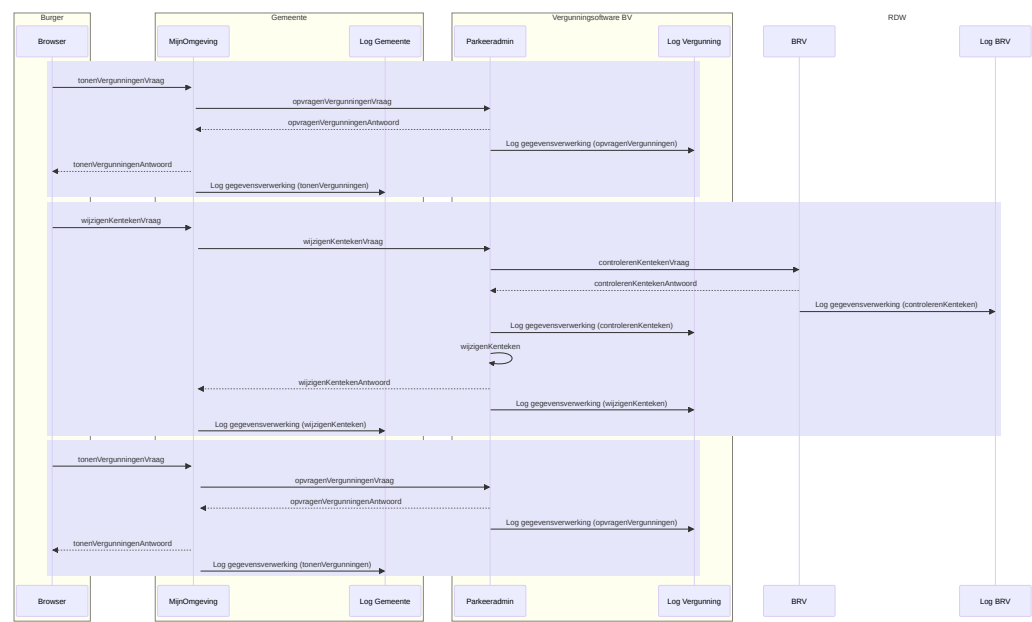 Burger
Gemeente
Vergunningsoftware BV
RDW
Browser
MijnOmgeving
Log Gemeente
Parkeeradmin
Log Vergunning
BRV
Log BRV
tonenVergunningenVraag
opvragenVergunningenVraag
opvragenVergunningenAntwoord
Log gegevensverwerking (opvragenVergunningen)
tonenVergunningenAntwoord
Log gegevensverwerking (tonenVergunningen)
wijzigenKentekenVraag
wijzigenKentekenVraag
controlerenKentekenVraag
controlerenKentekenAntwoord
Log gegevensverwerking (controlerenKenteken)
Log gegevensverwerking (controlerenKenteken)
wijzigenKenteken
wijzigenKentekenAntwoord
Log gegevensverwerking (wijzigenKenteken)
Log gegevensverwerking (wijzigenKenteken)
tonenVergunningenVraag
opvragenVergunningenVraag
opvragenVergunningenAntwoord
Log gegevensverwerking (opvragenVergunningen)
tonenVergunningenAntwoord
Log gegevensverwerking (tonenVergunningen)
Browser
MijnOmgeving
Log Gemeente
Parkeeradmin
Log Vergunning
BRV
Log BRV